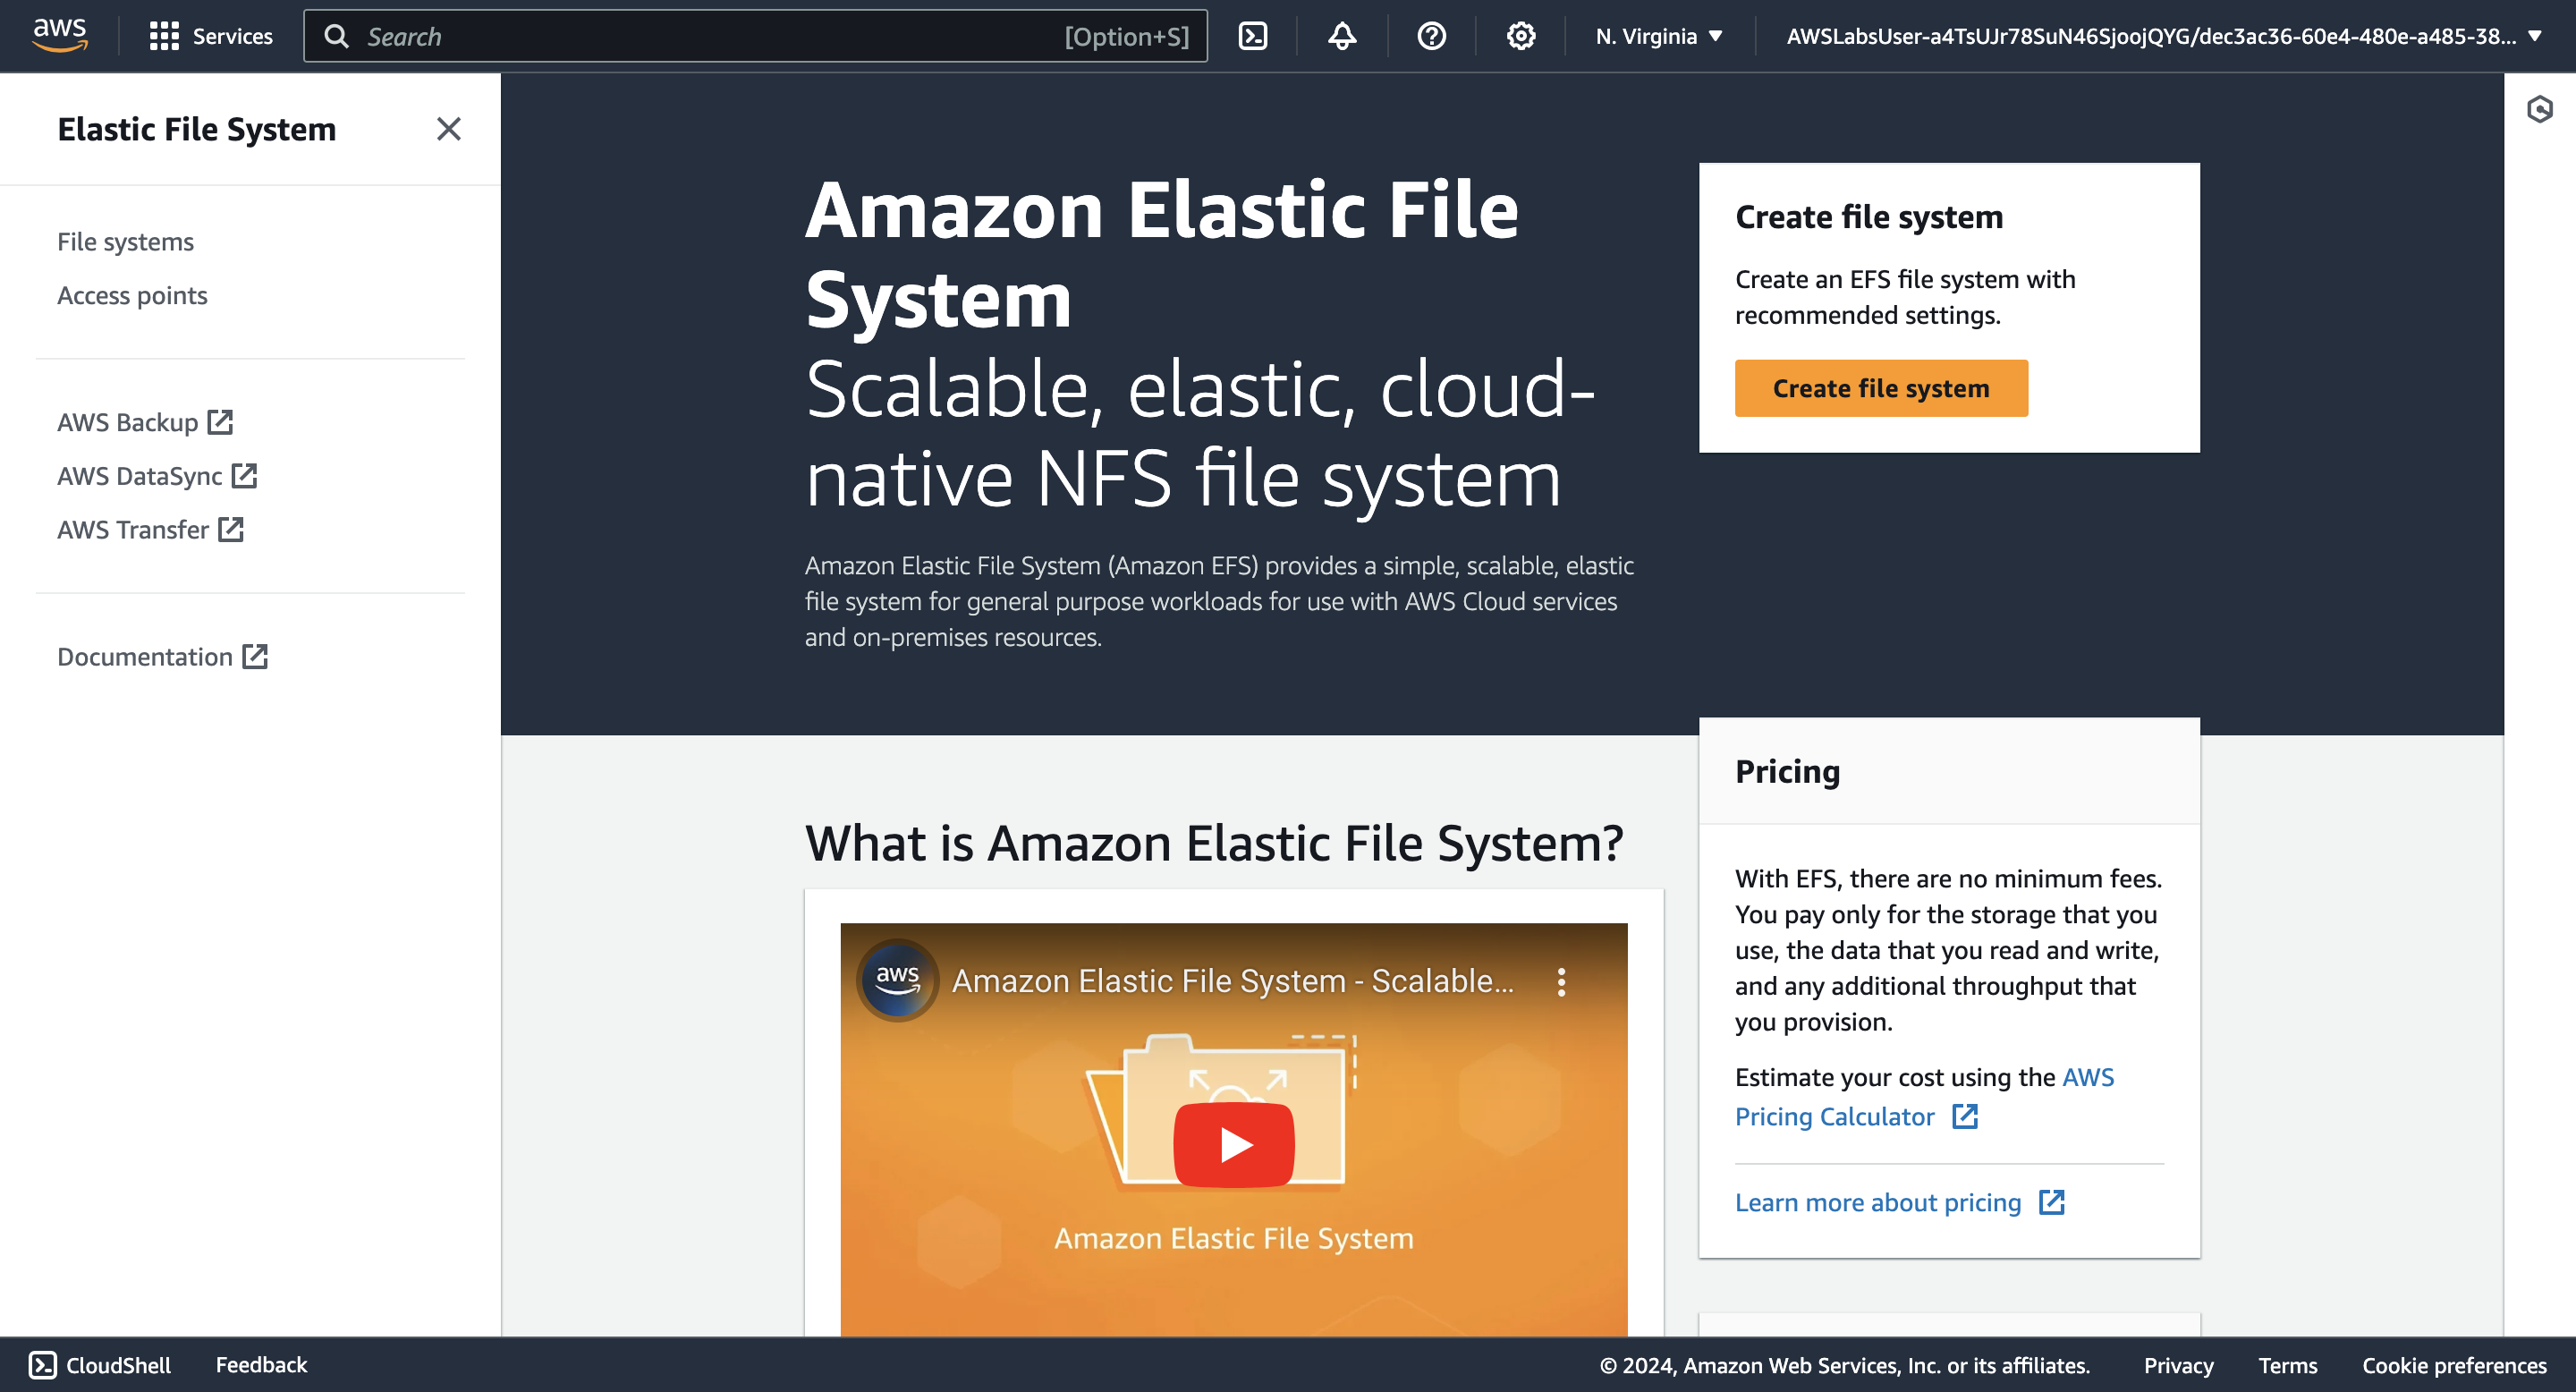 aws
Services
Search
[Option+S]
N. Virginia
AWSLabsUser-a4TsUJr78SuN46SjoojQYG/dec3ac36-60e4-480e-a485-38...
Elastic File System
File systems
Access points
AWS Backup
AWS DataSync
AWS Transfer
Documentation
Amazon Elastic File
System
Scalable, elastic, cloud-
native NFS file system
Amazon Elastic File System (Amazon EFS) provides a simple, scalable, elastic
file system for general purpose workloads for use with AWS Cloud services
and on-premises resources.
Create file system
Create an EFS file system with
recommended settings.
Create file system
What is Amazon Elastic File System?
aws
Amazon Elastic File System - Scalable...
Amazon Elastic File System
Pricing
With EFS, there are no minimum fees.
You pay only for the storage that you
use, the data that you read and write,
and any additional throughput that
you provision.
Estimate your cost using the AWS
Pricing Calculator
Learn more about pricing
CloudShell
Feedback
© 2024, Amazon Web Services, Inc. or its affiliates.
Privacy
Terms
Cookie preferences